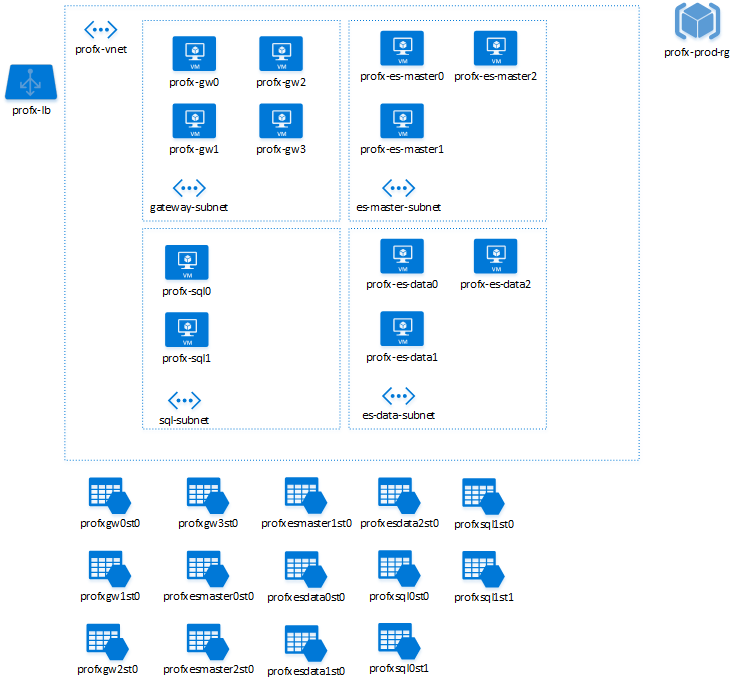 profx-vnet
profx-prod-rg
profx-lb
VM
profx-gw0
VM
profx-gw2
VM
profx-gw1
VM
profx-gw3
gateway-subnet
VM
profx-es-master0
VM
profx-es-master2
VM
profx-es-master1
es-master-subnet
VM
profx-sql0
VM
profx-sql1
sql-subnet
VM
profx-es-data0
VM
profx-es-data2
VM
profx-es-data1
es-data-subnet
profxgw0st0
profxgw3st0
profxesmaster1st0
profxesdata2st0
profxsql1st0
profxgw1st0
profxesmaster0st0
profxesdata0st0
profxsql0st0
profxsql1st1
profxgw2st0
profxesmaster2st0
profxesdata1st0
profxsql0st1